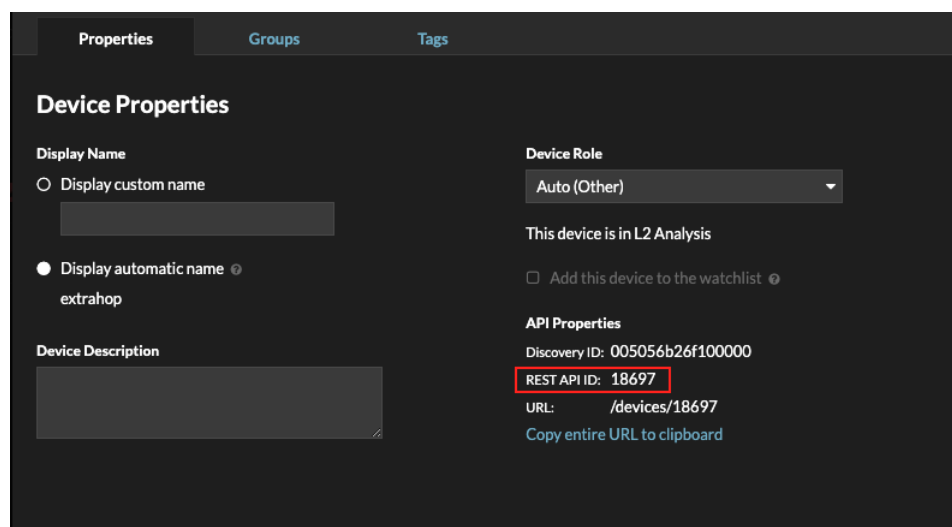 Properties
Groups
Tags
Device Properties
Display Name
Display custom name
Display automatic name
extrahop
Device Description
Device Role
Auto (Other)
This device is in L2 Analysis
Add this device to the watchlist
API Properties
Discovery ID: 005056b26f100000
REST API ID: 18697
URL: /devices/18697
Copy entire URL to clipboard